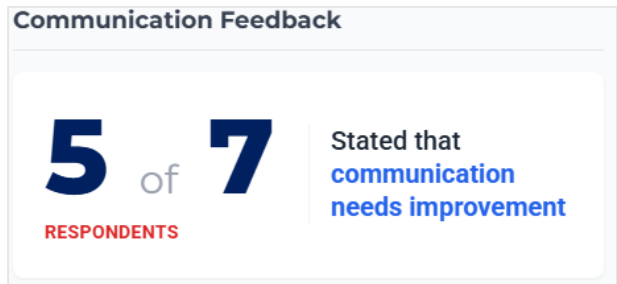 Communication Feedback
5 of 7
RESPONDENTS
Stated that
communication
needs improvement